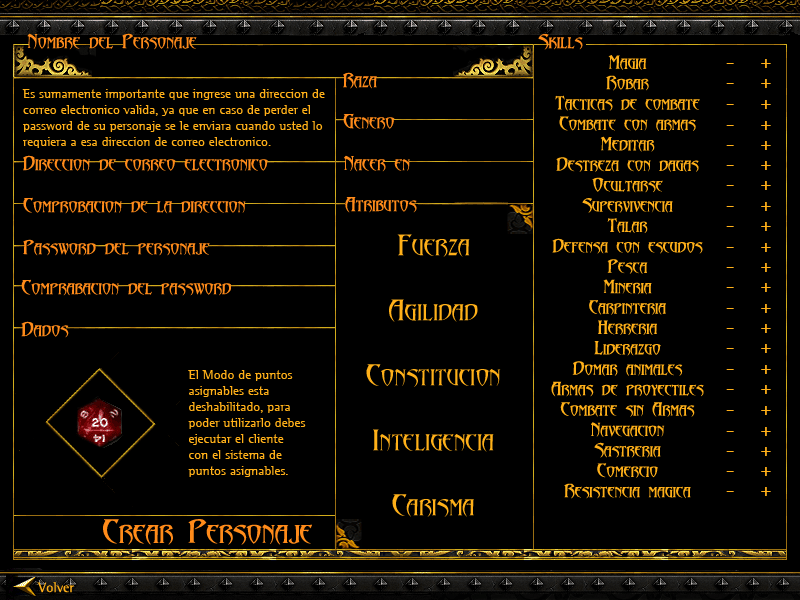 Nombre del Personaje
Es sumamente importante que ingrese una direccion de
correo electronico valida, ya que en caso de perder el
password de su personaje se le enviara cuando usted lo
requiera a esa direccion de correo electronico.
Direccion de correo electronico
Comprobacion de la direccion
Password del personaje
Comprabacion del password
Dados
20
8
2
14
El Modo de puntos
asignables esta
deshabilitado, para
poder utilizarlo debes
ejecutar el cliente
con el sistema de
puntos asignables.
Crear Personaje
Raza
Genero
Nacer en
Atributos
Fuerza
Agilidad
Constitucion
Inteligencia
Carisma
Skills
Magia - +
Robar - +
Tacticas de combate - +
Combate con armas - +
Meditar - +
Destreza con dagas - +
Ocultarse - +
Supervivencia - +
Talar - +
Defensa con escudos - +
Pesca - +
Mineria - +
Carpinteria - +
Herreria - +
Liderazgo - +
Domar animales - +
Armas de proyectiles - +
Combate sin Armas - +
Navegacion - +
Sastreria - +
Comercio - +
Resistencia magica - +
Volver